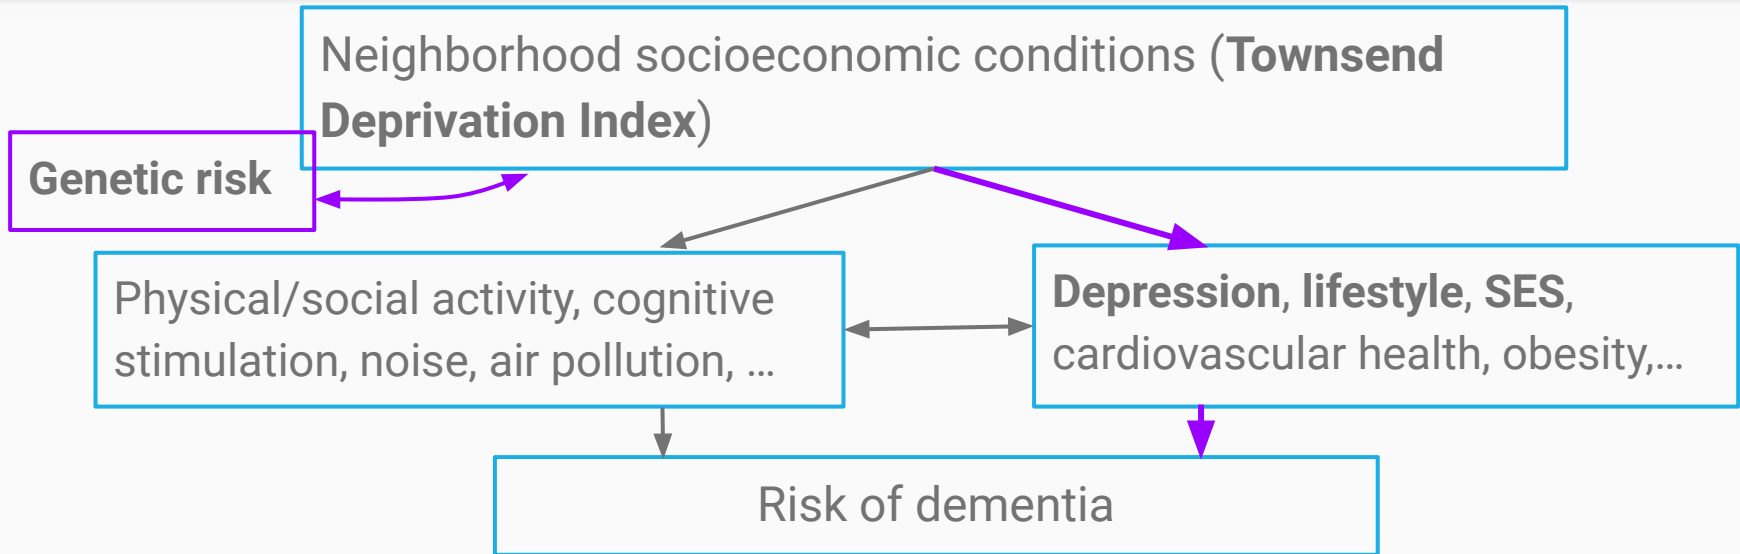 Neighborhood socioeconomic conditions (Townsend
Deprivation Index)
Genetic risk
Physical/social activity, cognitive
stimulation, noise, air pollution, ...
Depression, lifestyle, SES,
cardiovascular health, obesity,...
Risk of dementia